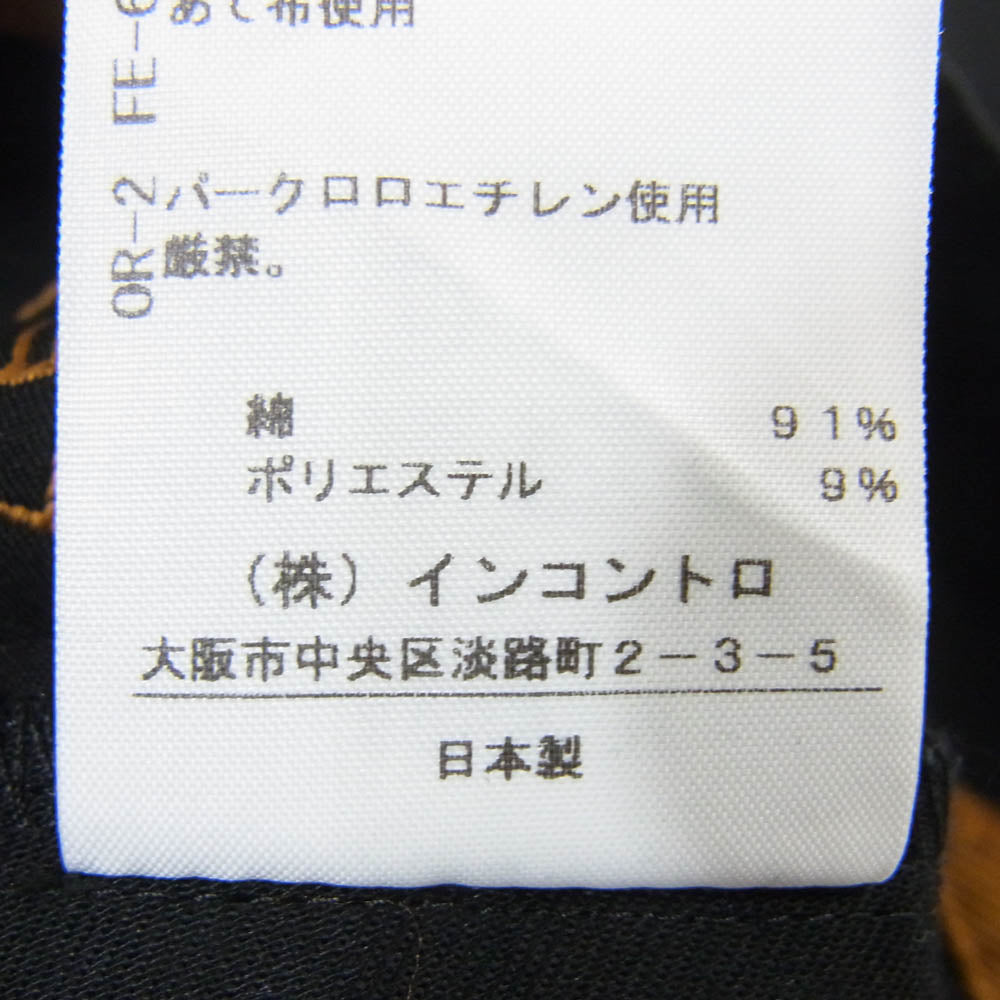 あて布使用
FE-6
パークロロエチレン使用
厳禁。
OR-2
綿 91%
ポリエステル 9%
(株)インコントロ
大阪市中央区淡路町2-3-5
日本製